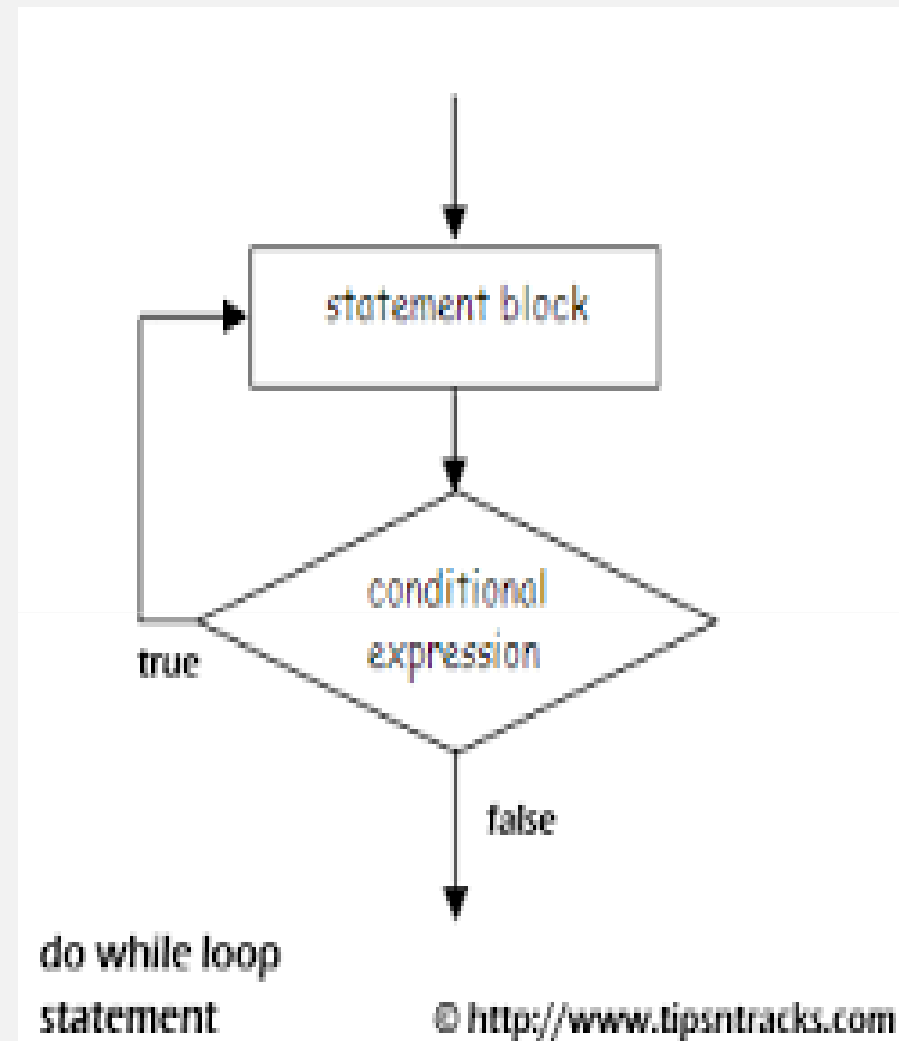 statement block
conditional
expression
true
false
do while loop
statement
© http://www.tipsntracks.com